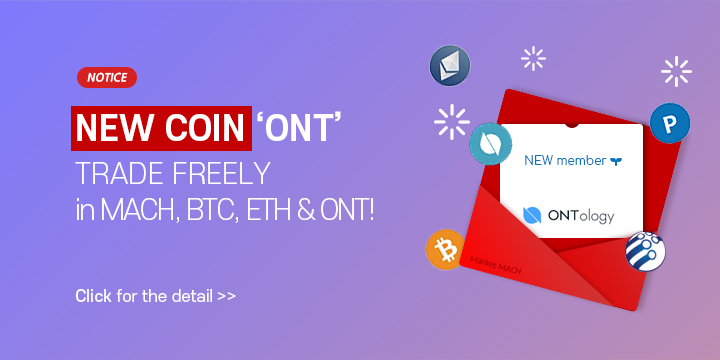 NOTICE
NEW COIN ‘ONT’
TRADE FREELY
in MACH, BTC, ETH & ONT!
Click for the detail >>
NEW member
ONTology
Market MACH
P